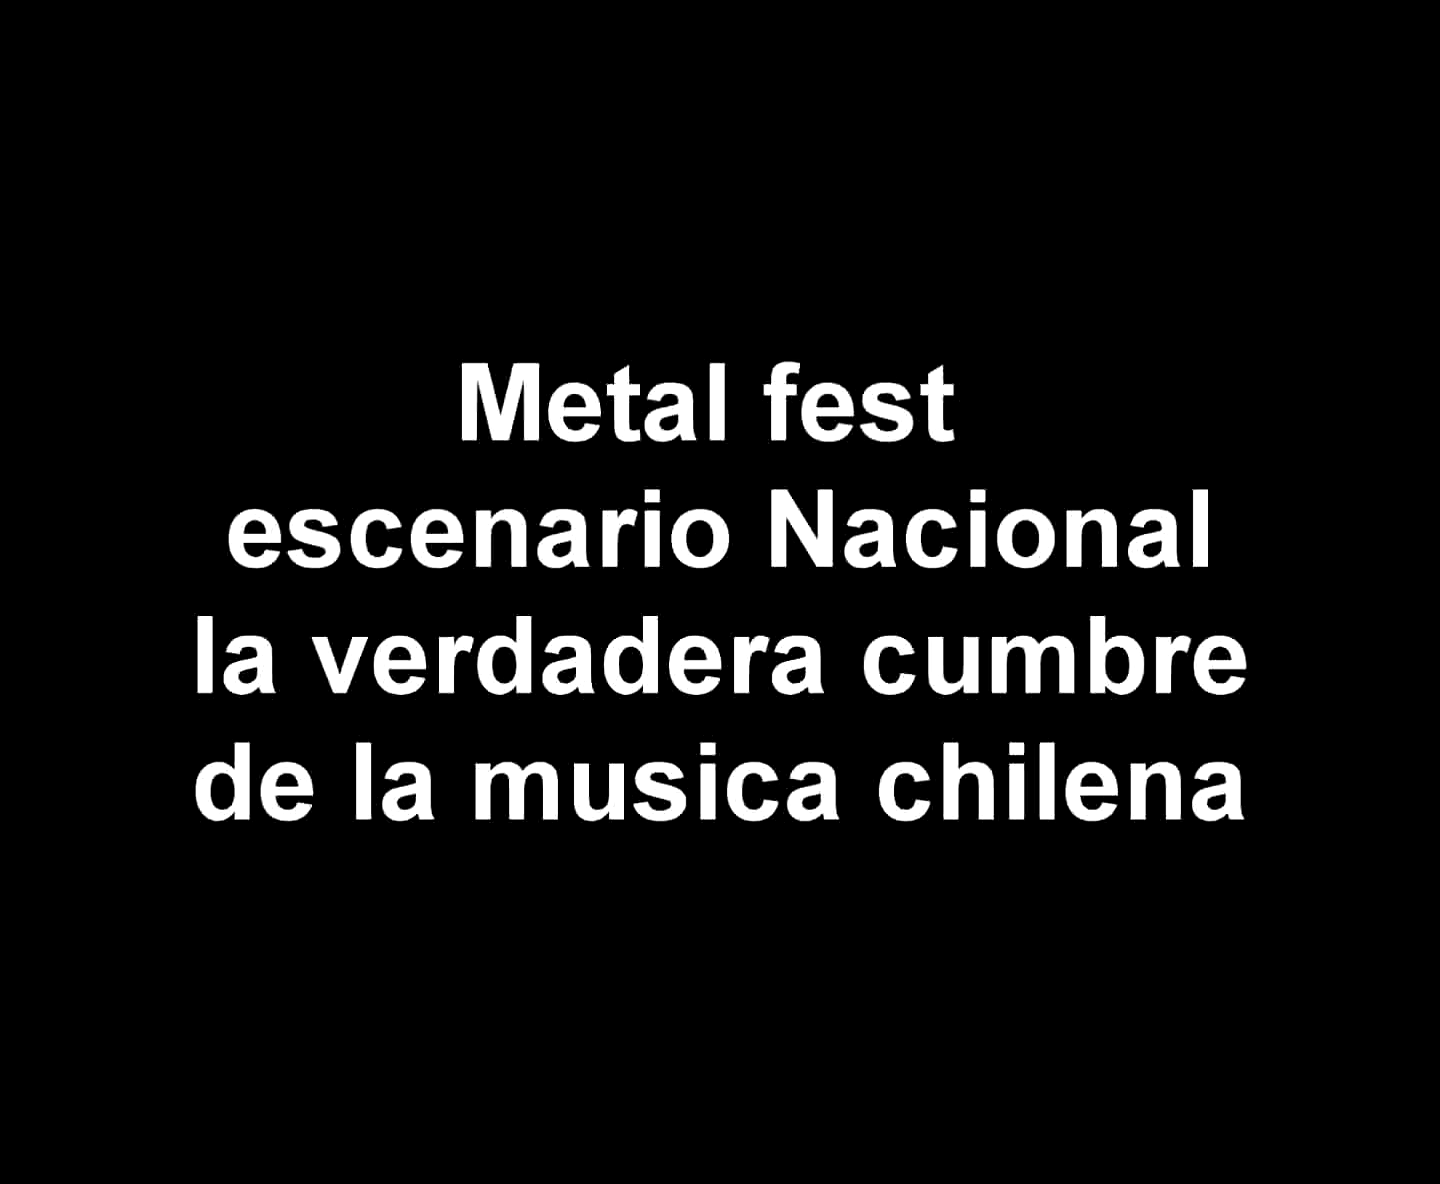 Metal fest
escenario Nacional
la verdadera cumbre
de la musica chilena